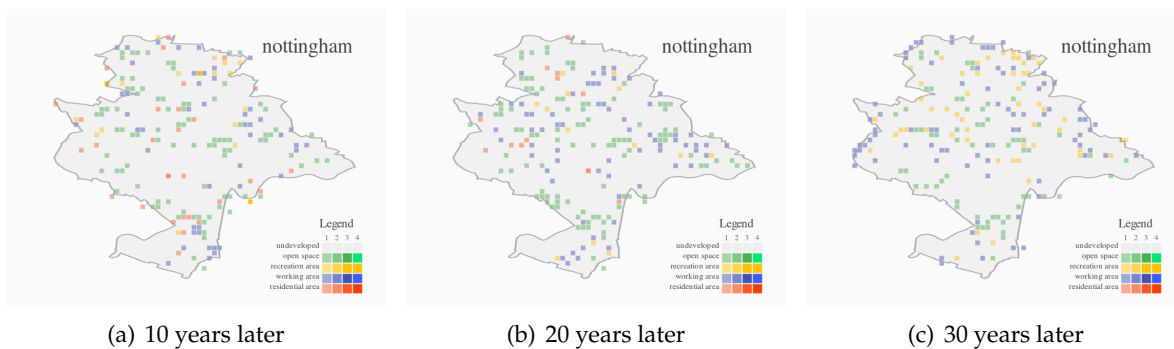 nottingham
Legend
1 2 3 4
undeveloped
open space
recreation area
working area
residential area
(a) 10 years later
nottingham
Legend
1 2 3 4
undeveloped
open space
recreation area
working area
residential area
(b) 20 years later
nottingham
Legend
1 2 3 4
undeveloped
open space
recreation area
working area
residential area
(c) 30 years later